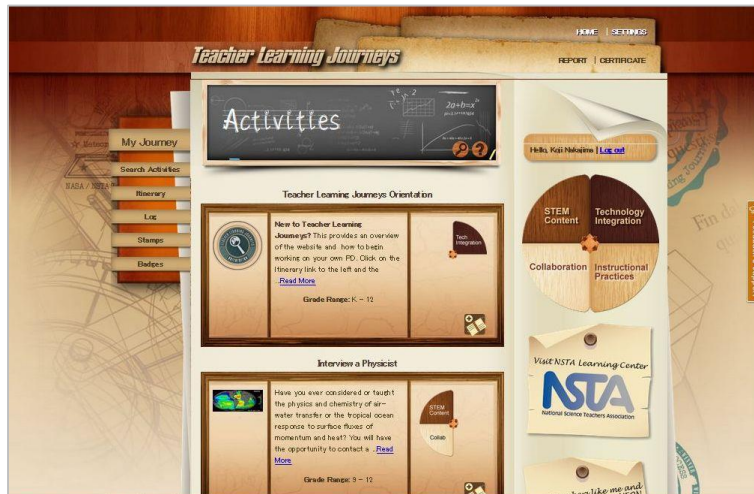 HOME | SETTINGS
Teacher Learning Journeys
REPORT | CERTIFICATE
Activities
2a+b=x
My Journey
Search Activities
Itinerary
Log
Stamps
Badges
Hello, Koji Nakajima | Log out
Teacher Learning Journeys Orientation
New to Teacher Learning
Journeys? This provides an overview
of the website and how to begin
working on your own PD. Click on the
Itinerary link to the left and the
...Read More
Grade Range: K - 12
Tech
Integration
STEM
Content
Technology
Integration
Collaboration
Instructional
Practices
Interview a Physicist
Have you ever considered or taught
the physics and chemistry of air-
water transfer or the tropical ocean
response to surface fluxes of
momentum and heat? You will have
the opportunity to contact a ...Read
More
Grade Range: 9 - 12
STEM
Content
Collab
Visit NSTA Learning Center
NSTA
National Science Teachers Association
like me and